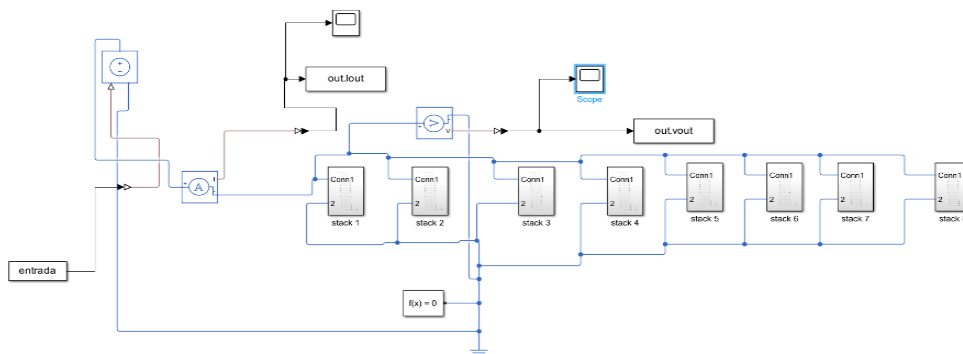 out.Iout
Scope
out.vout
Conn1
2
stack 1
Conn1
2
stack 2
Conn1
2
stack 3
Conn1
2
stack 4
Conn1
2
stack 5
Conn1
2
stack 6
Conn1
2
stack 7
Conn1
2
A
I
V
entrada
f(x) = 0